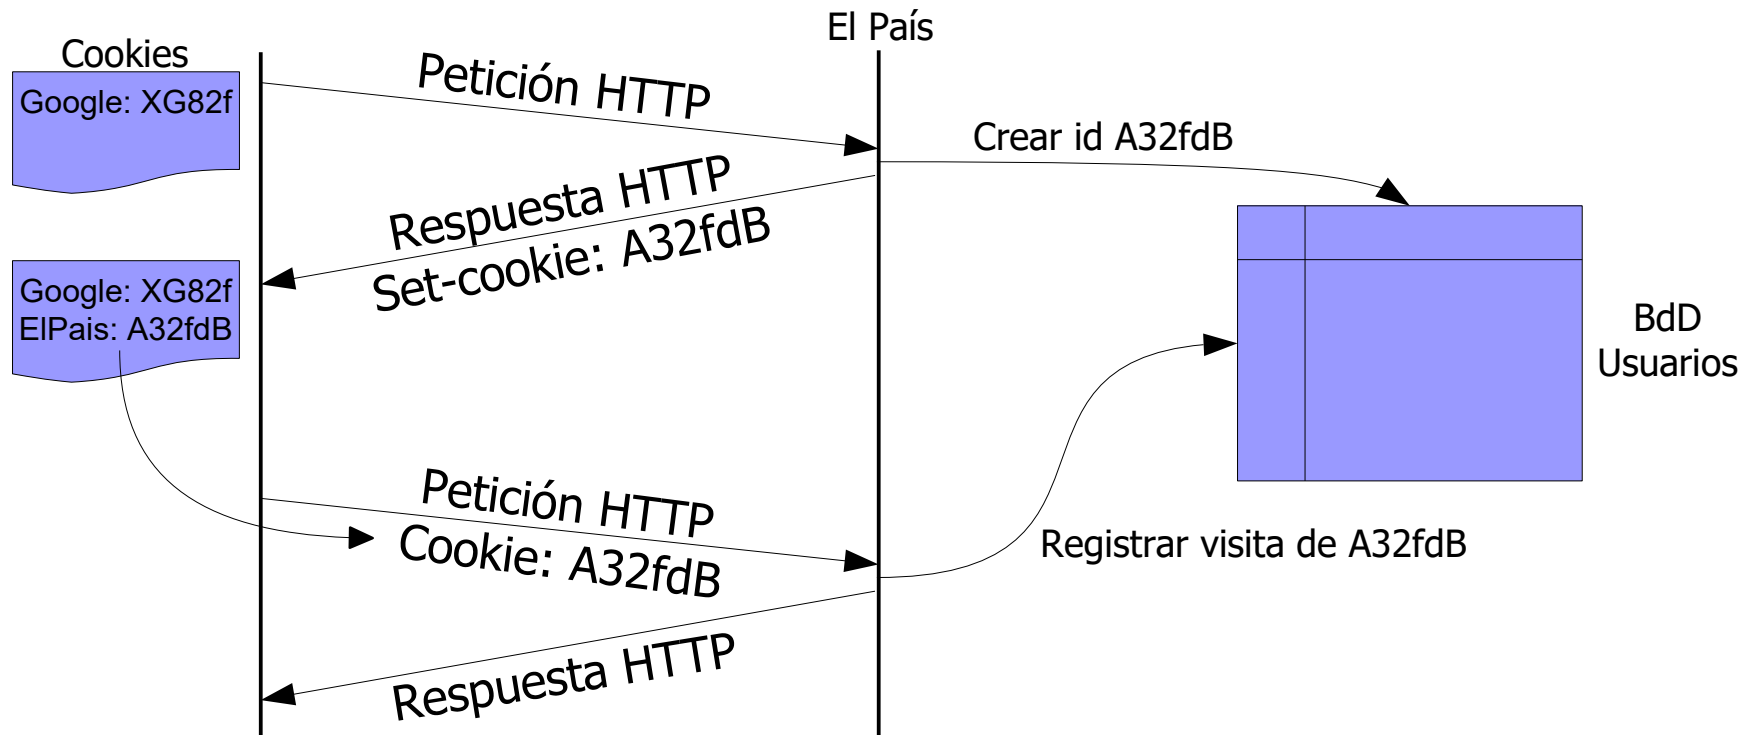 El País
Cookies
Google: XG82f
Petición HTTP
Crear id A32fdB
Respuesta HTTP
Set-cookie: A32fdB
Google: XG82f
ElPais: A32fdB
BdD
Usuarios
Petición HTTP
Cookie: A32fdB
Registrar visita de A32fdB
Respuesta HTTP